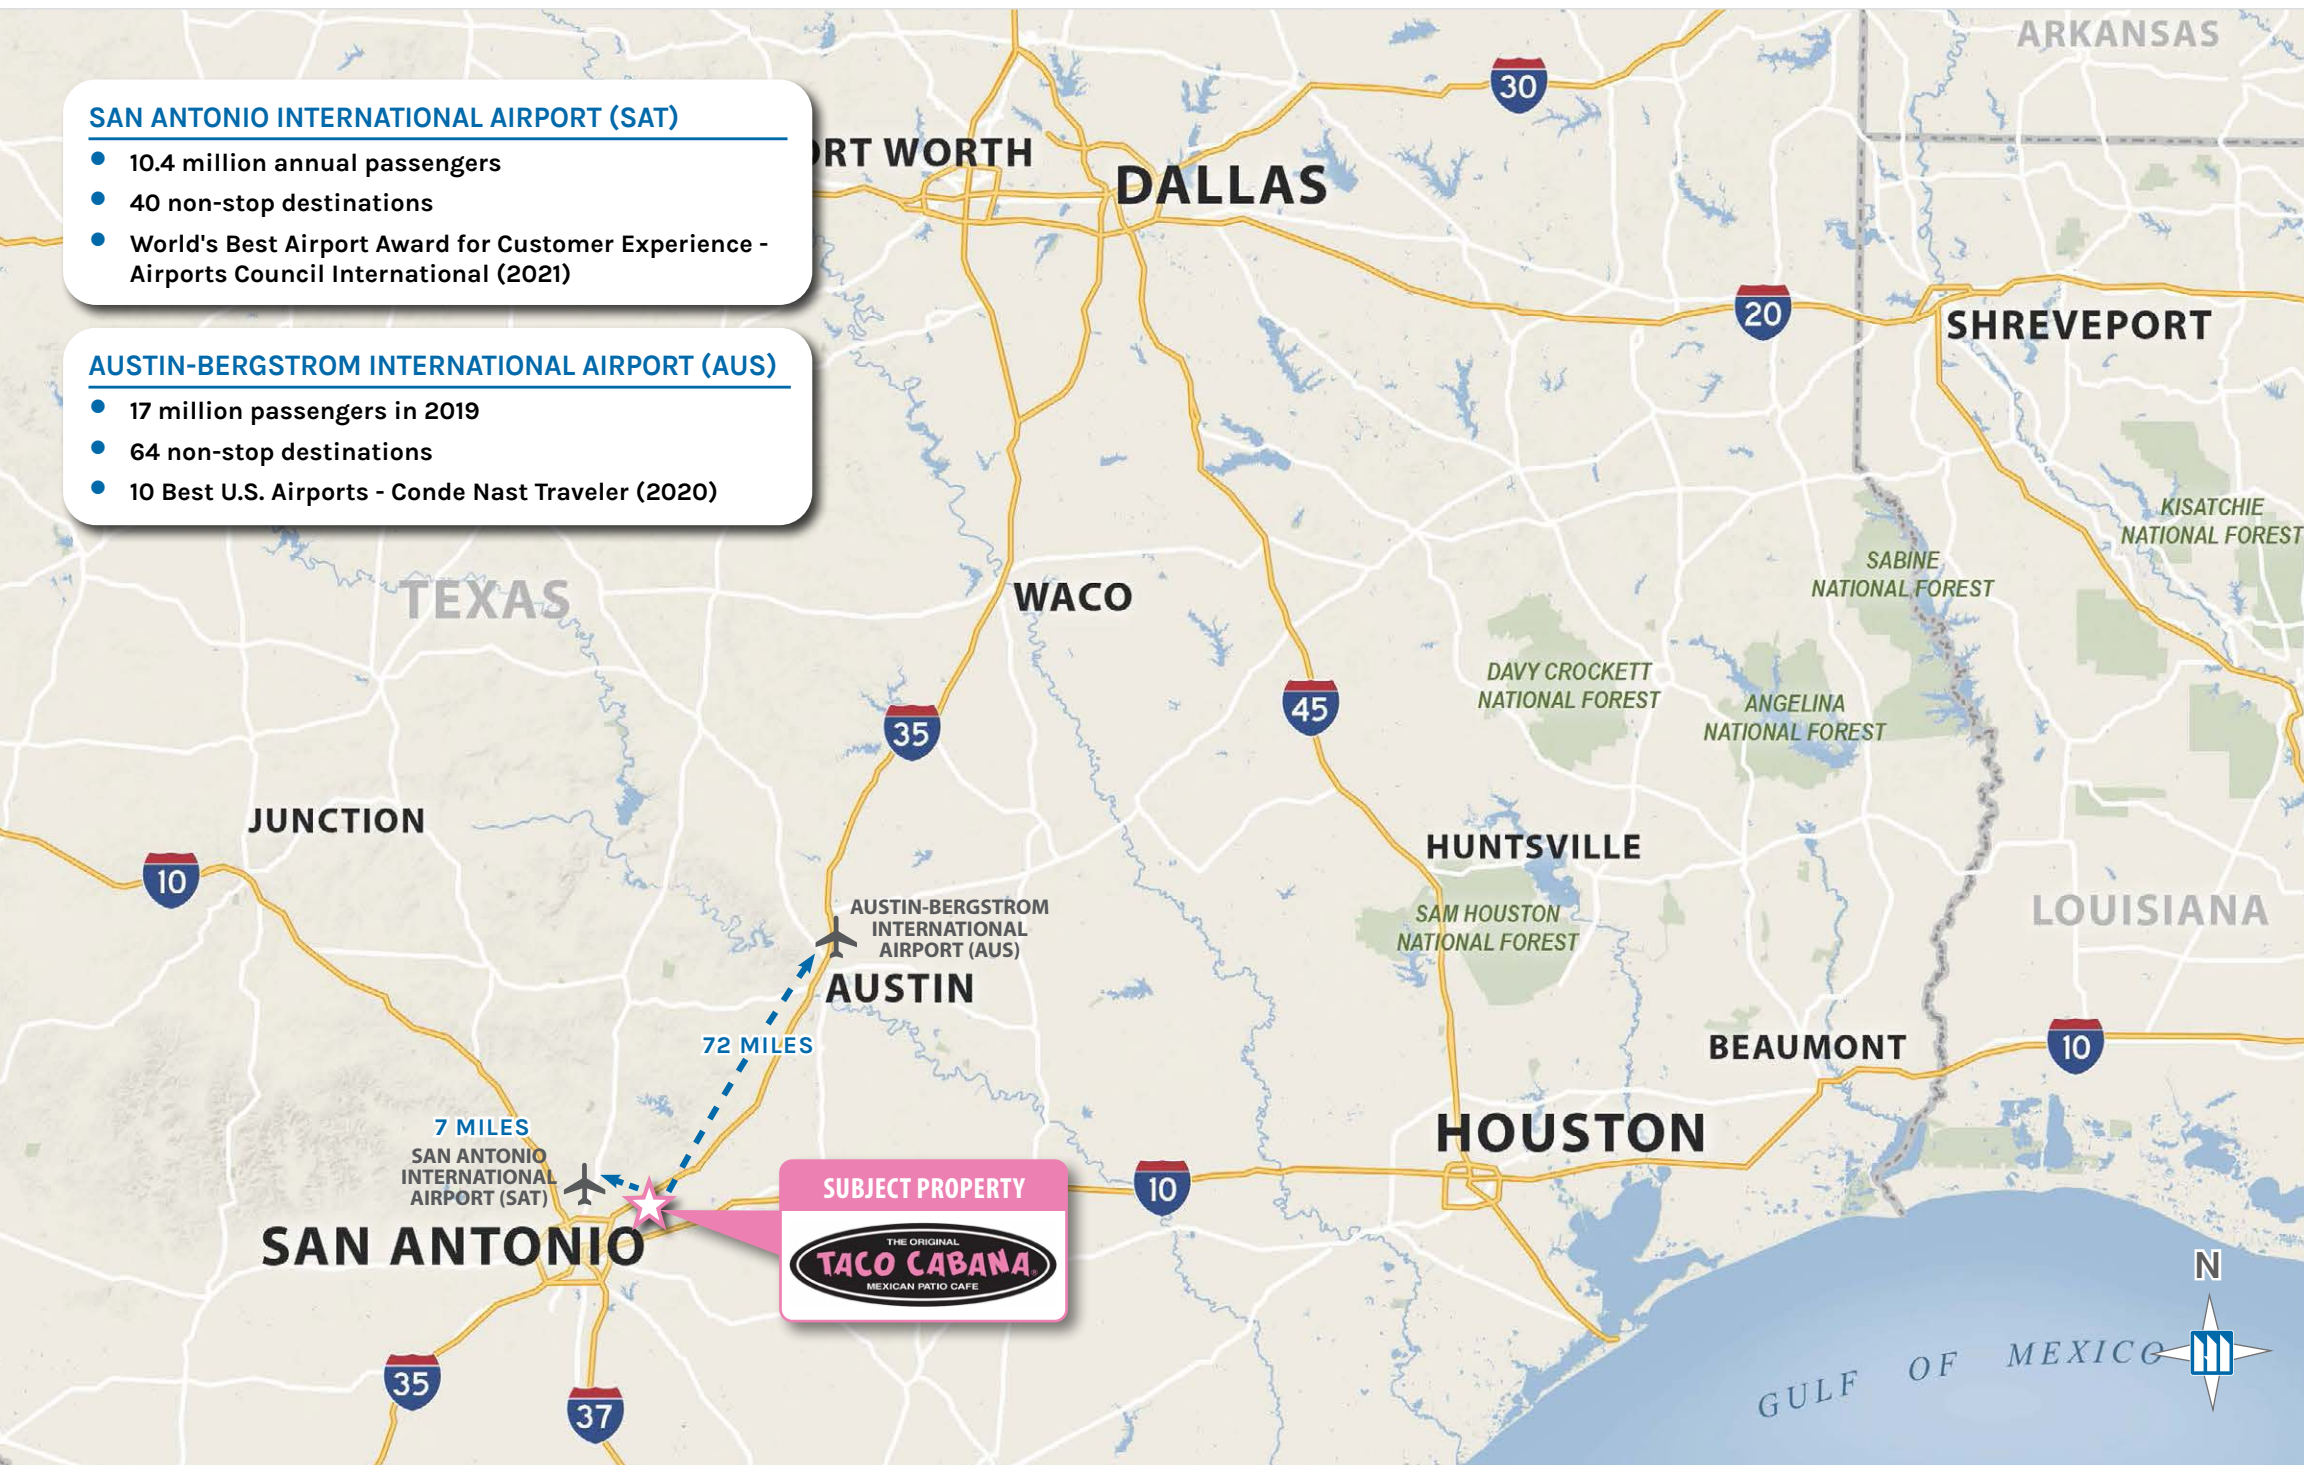 SAN ANTONIO INTERNATIONAL AIRPORT (SAT)
10.4 million annual passengers
40 non-stop destinations
World's Best Airport Award for Customer Experience -
Airports Council International (2021)
AUSTIN-BERGSTROM INTERNATIONAL AIRPORT (AUS)
17 million passengers in 2019
64 non-stop destinations
10 Best U.S. Airports - Conde Nast Traveler (2020)
ARKANSAS
30
RT WORTH
DALLAS
20
SHREVEPORT
KISATCHIE
NATIONAL FOREST
SABINE
NATIONAL FOREST
TEXAS
WACO
DAVY CROCKETT
NATIONAL FOREST
ANGELINA
NATIONAL FOREST
45
35
JUNCTION
HUNTSVILLE
10
AUSTIN-BERGSTROM
INTERNATIONAL
AIRPORT (AUS)
SAM HOUSTON
NATIONAL FOREST
LOUISIANA
AUSTIN
72 MILES
BEAUMONT
10
7 MILES
SAN ANTONIO
INTERNATIONAL
AIRPORT (SAT)
HOUSTON
SUBJECT PROPERTY
10
SAN ANTONIO
THE ORIGINAL
TACO CABANA
MEXICAN PATIO CAFE
N
GULF OF MEXICO
35
37